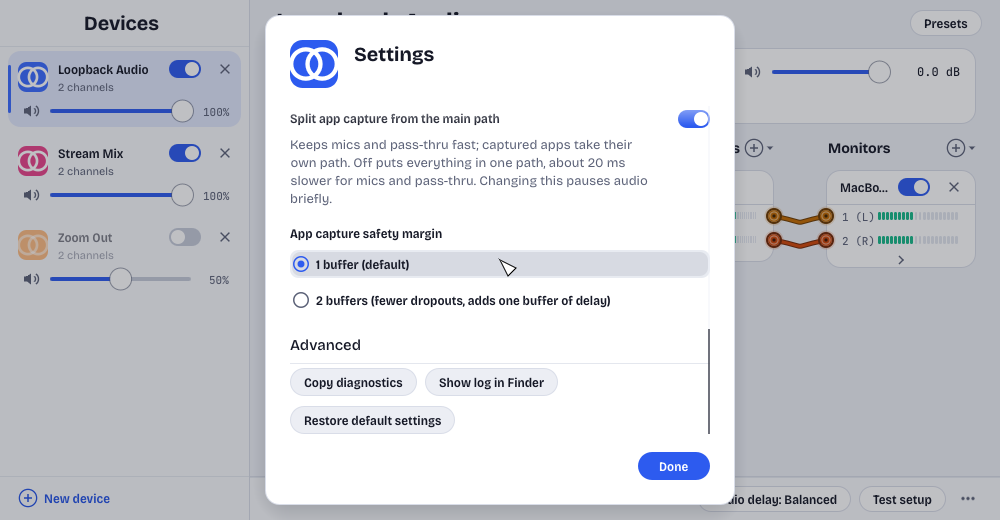 Devices
Loopback Audio
2 channels
100%
Stream Mix
2 channels
100%
Zoom Out
2 channels
50%
New device
Presets
0.0 dB
Monitors
MacBo...
1 (L)
2 (R)
Settings
Split app capture from the main path
Keeps mics and pass-thru fast; captured apps take their
own path. Off puts everything in one path, about 20 ms
slower for mics and pass-thru. Changing this pauses audio
briefly.
App capture safety margin
1 buffer (default)
2 buffers (fewer dropouts, adds one buffer of delay)
Advanced
Copy diagnostics
Show log in Finder
Restore default settings
Done
delay: Balanced
Test setup